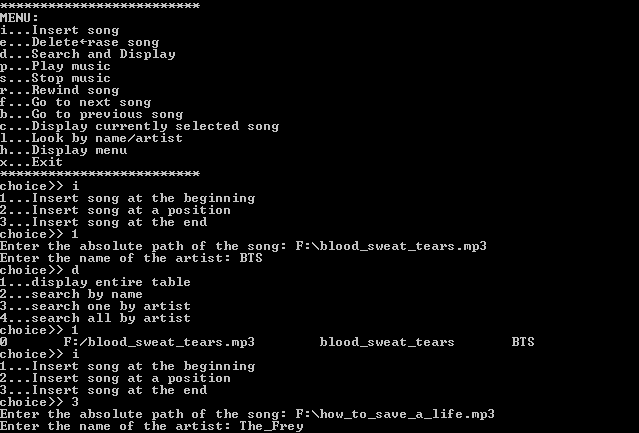 *************************
MENU:
i...Insert song
e...Delete←rase song
d...Search and Display
p...Play music
s...Stop music
r...Rewind song
f...Go to next song
b...Go to previous song
c...Display currently selected song
l...Look by name/artist
h...Display menu
x...Exit
*************************
choice>> i
1...Insert song at the beginning
2...Insert song at a position
3...Insert song at the end
choice>> 1
Enter the absolute path of the song: F:\blood_sweat_tears.mp3
Enter the name of the artist: BTS
choice>> d
1...display entire table
2...search by name
3...search one by artist
4...search all by artist
choice>> 1
0 F:/blood_sweat_tears.mp3 blood_sweat_tears BTS
choice>> i
1...Insert song at the beginning
2...Insert song at a position
3...Insert song at the end
choice>> 3
Enter the absolute path of the song: F:\how_to_save_a_life.mp3
Enter the name of the artist: The_Frey